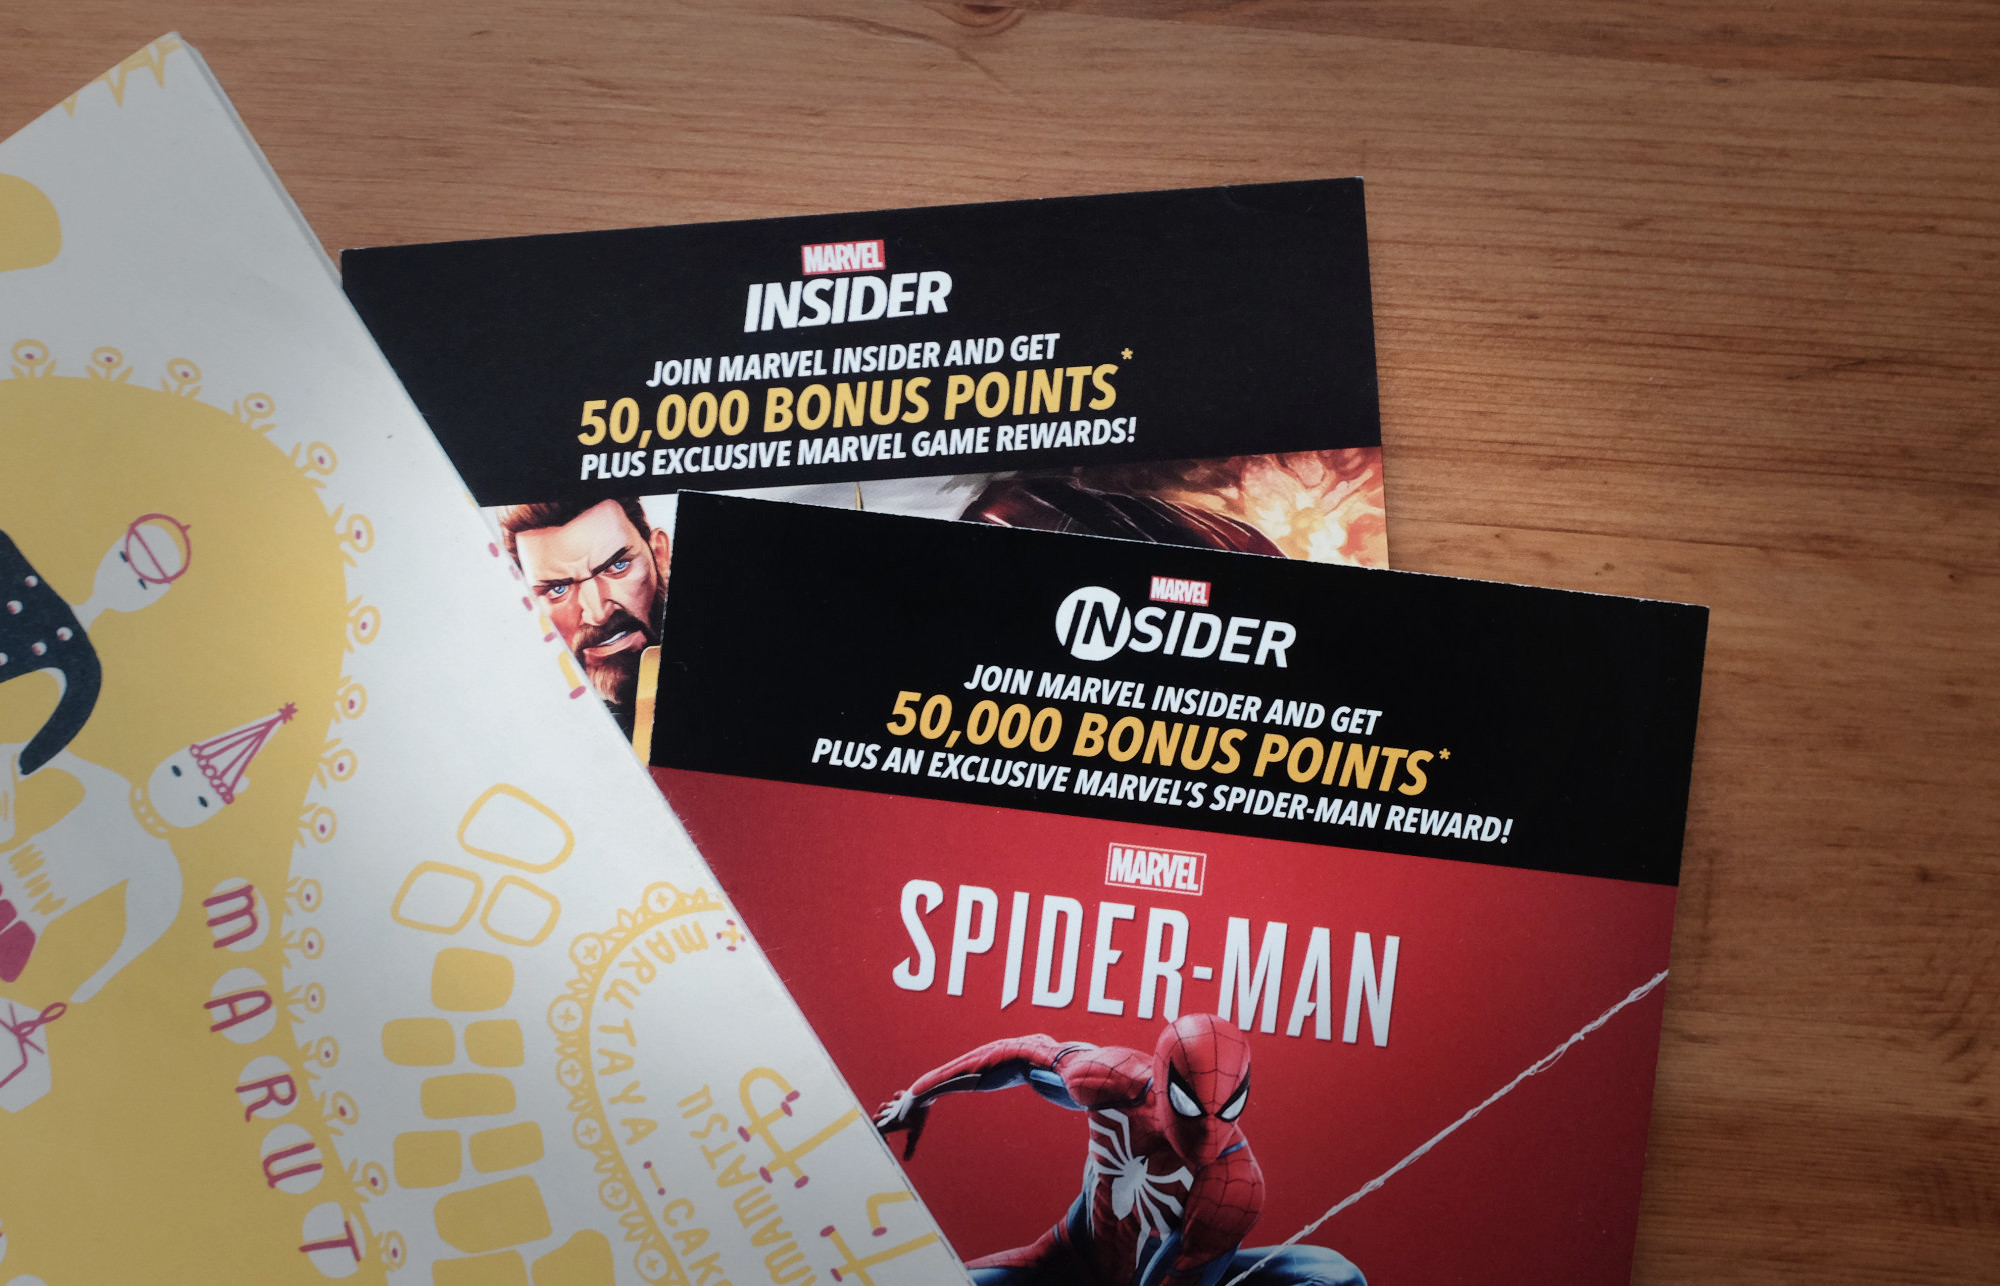 MARVEL
INSIDER
JOIN MARVEL INSIDER AND GET
50,000 BONUS POINTS*
PLUS EXCLUSIVE MARVEL GAME REWARDS!
MARVEL
INSIDER
JOIN MARVEL INSIDER AND GET
50,000 BONUS POINTS*
PLUS AN EXCLUSIVE MARVEL'S SPIDER-MAN REWARD!
MARVEL
SPIDER-MAN
MARUT
MARUTAYA